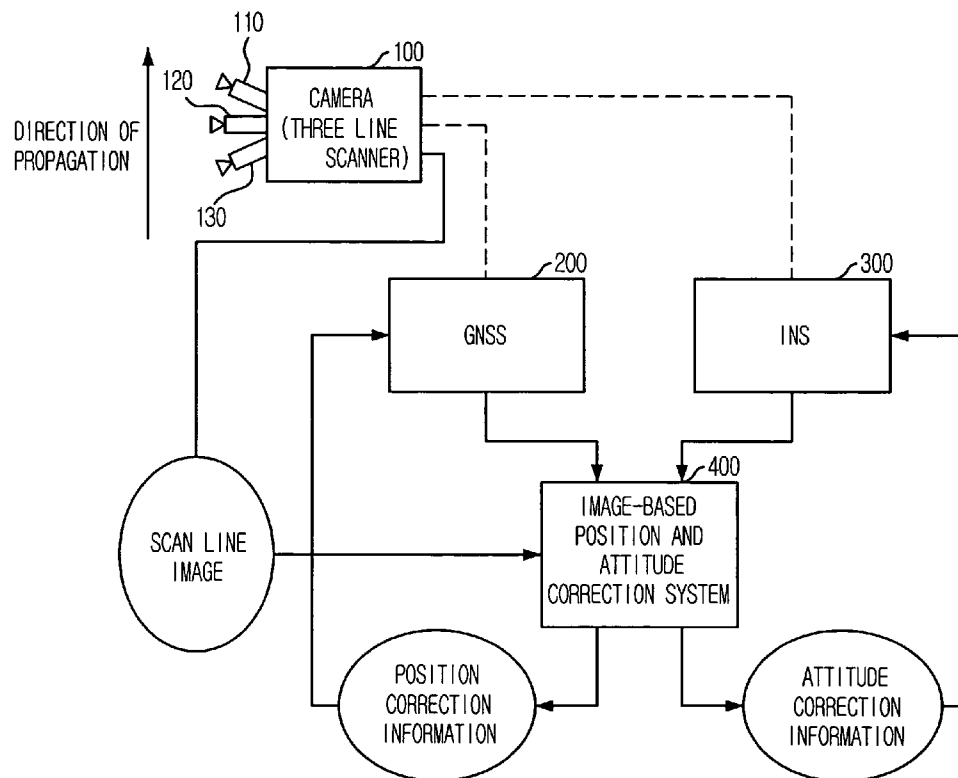 110
100
120
CAMERA
(THREE LINE
SCANNER)
DIRECTION OF
PROPAGATION
130
200
300
GNSS
INS
400
IMAGE-BASED
POSITION AND
ATTITUDE
CORRECTION SYSTEM
SCAN LINE
IMAGE
POSITION
CORRECTION
INFORMATION
ATTITUDE
CORRECTION
INFORMATION